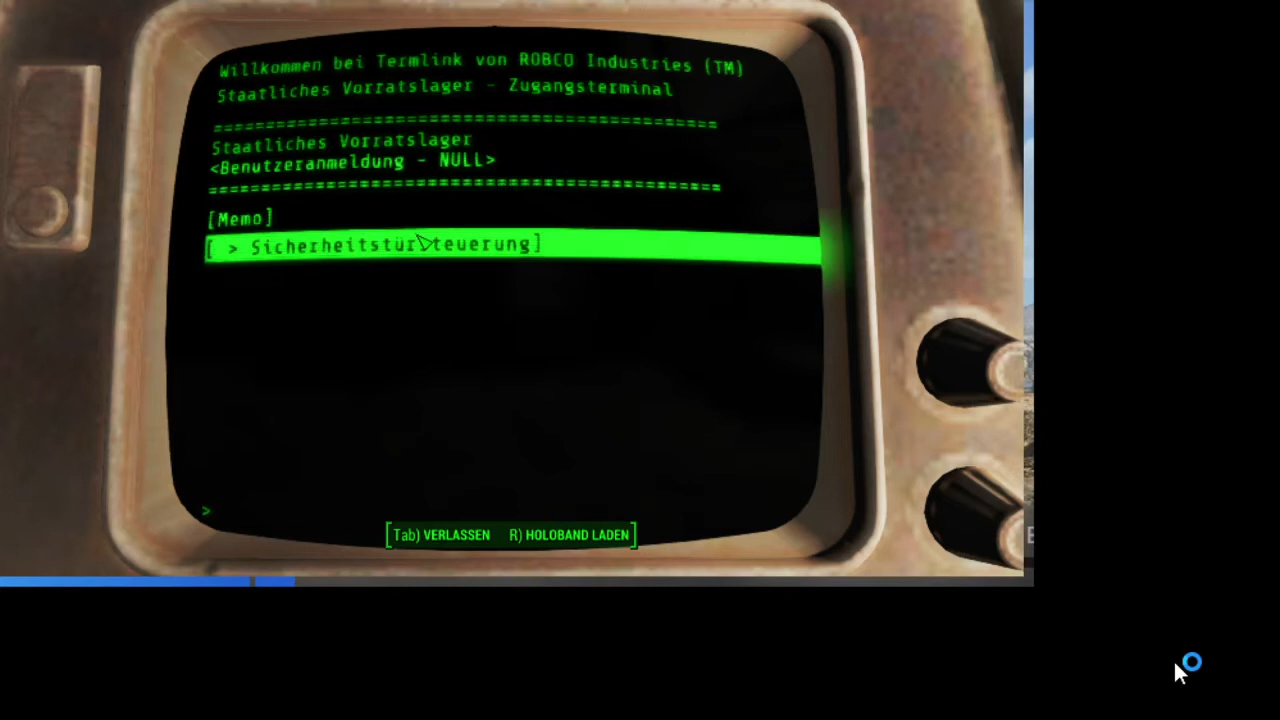 Willkommen bei Termlink von ROBCO Industries (TM)
Staatliches Vorratslager - Zugangsterminal
=================================================
Staatliches Vorratslager
<Benutzeranmeldung - NULL>
=================================================
[Memo]
[ > Sicherheitstürsteuerung]
>
[Tab) VERLASSEN R) HOLOBAND LADEN]